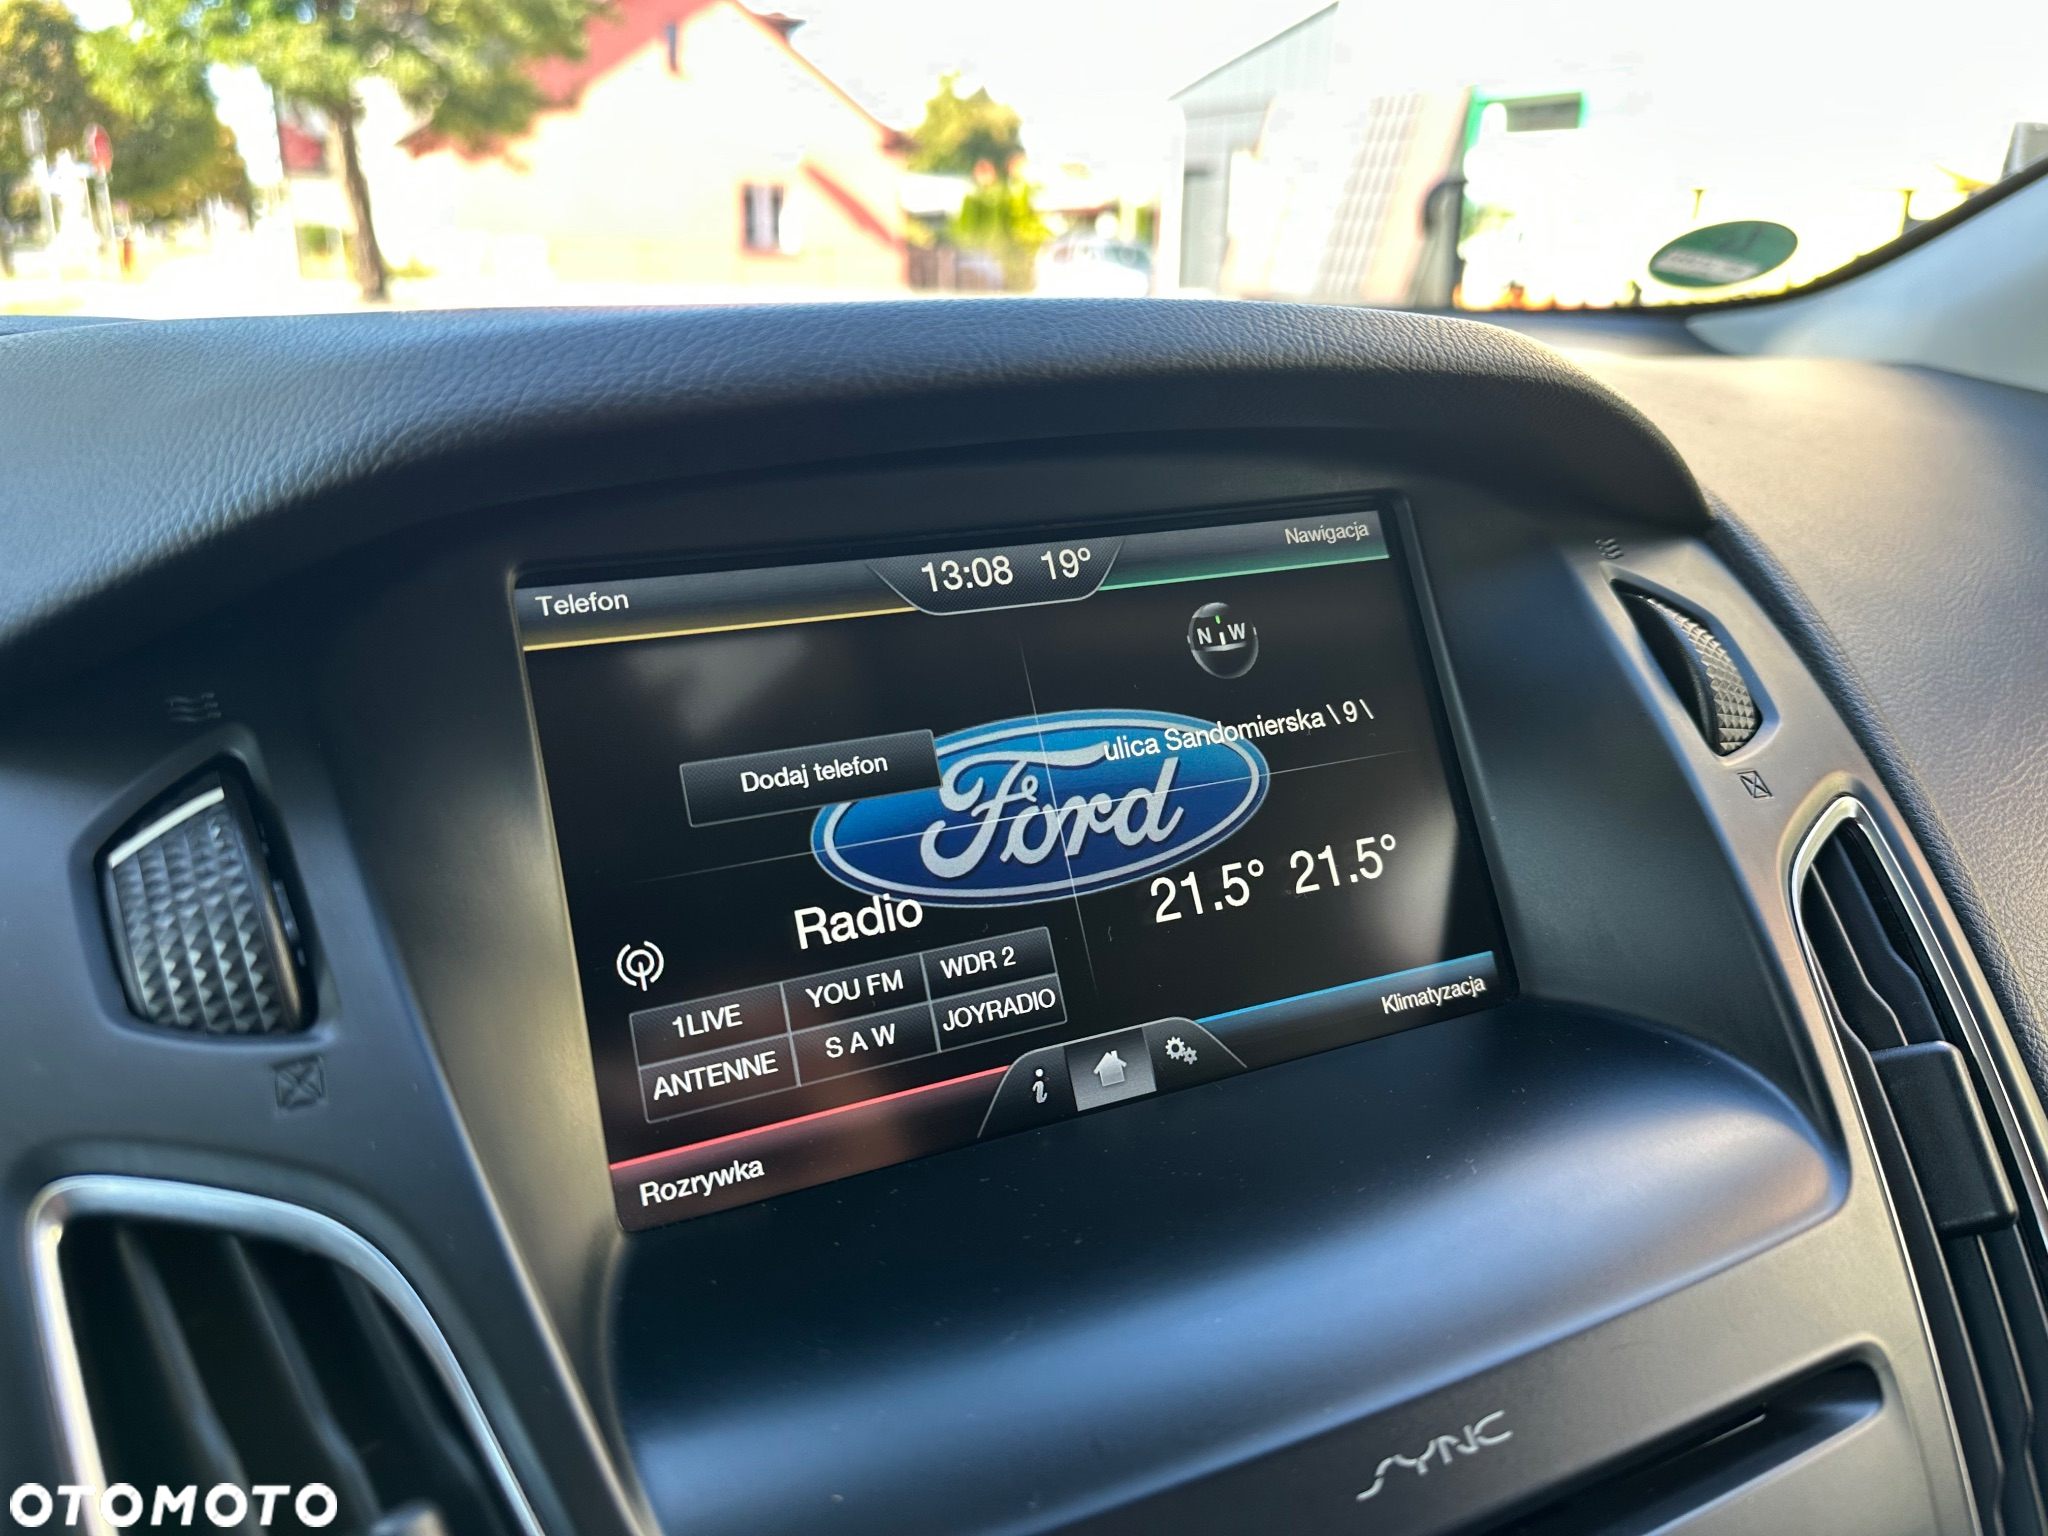 Telefon
13:08 19°
Nawigacja
N W
ulica Sandomierska \ 9 \
Dodaj telefon
Ford
21.5° 21.5°
Radio
1LIVE YOU FM WDR 2
ANTENNE S A W JOYRADIO
i
Klimatyzacja
Rozrywka
SYNC
OTOMOTO